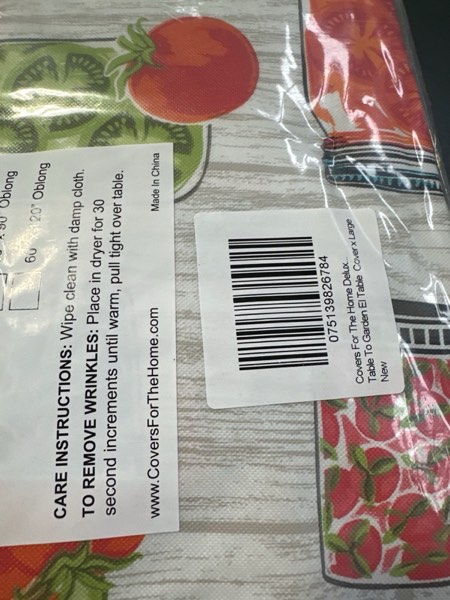 x 90" Oblong
20" Oblong
CARE INSTRUCTIONS: Wipe clean with damp cloth.
TO REMOVE WRINKLES: Place in dryer for 30
second increments until warm, pull tight over table.
www.CoversForTheHome.com
Made In China
075139826784
Covers For The Home Delux...
Table To Garden El Table Cover x Large
New